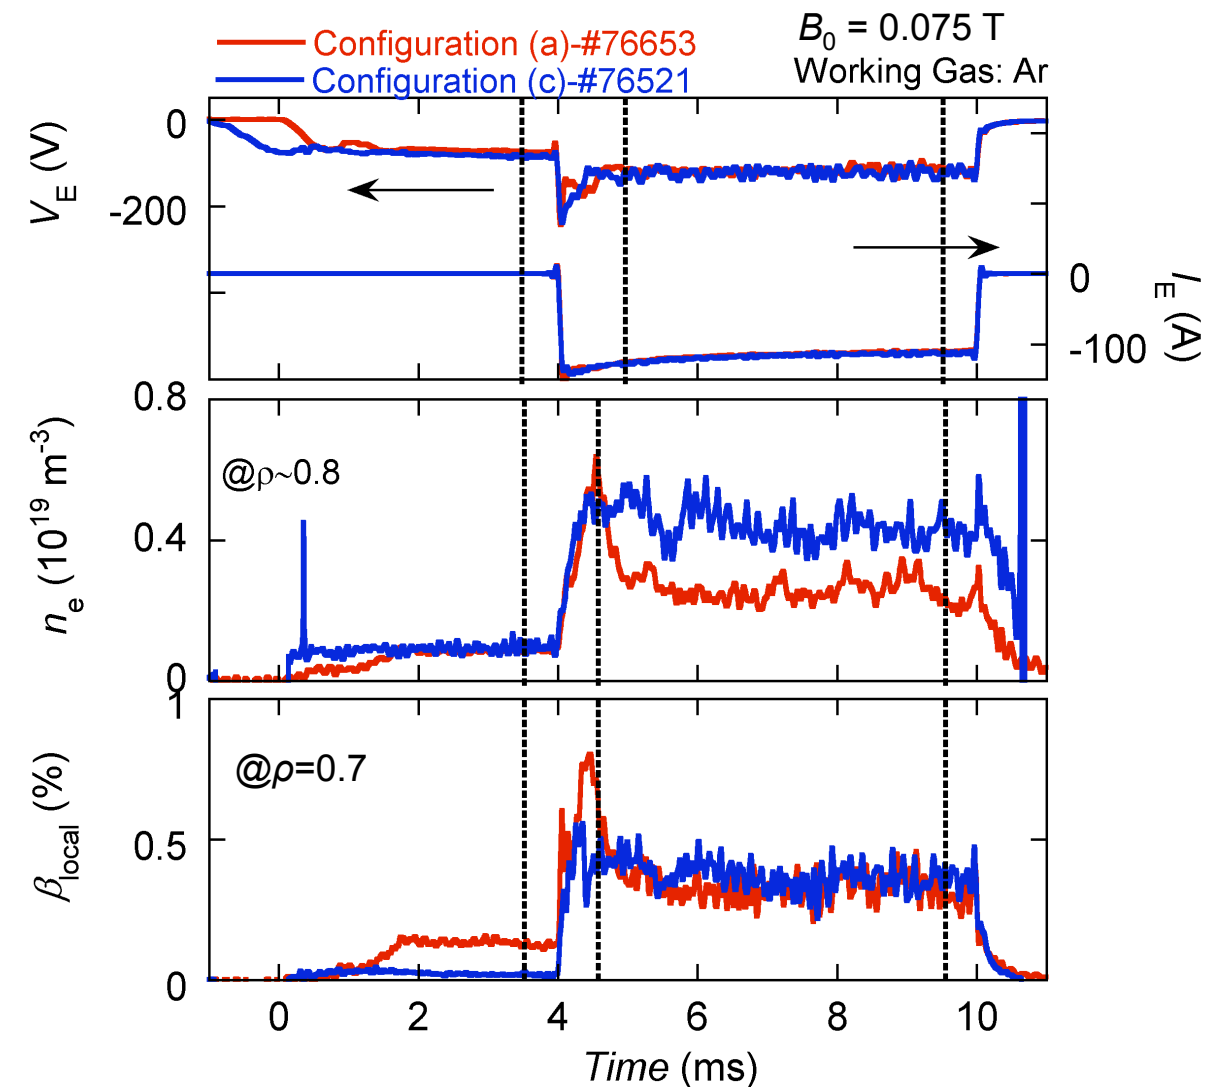 Configuration (a)-#76653
Configuration (c)-#76521
B0 = 0.075 T
Working Gas: Ar
VE (V)
0
-200
0
-100
IE (A)
ne (10^19 m^-3)
0.8
0.4
0
@ρ~0.8
βlocal (%)
1
0.5
0
@ρ=0.7
0 2 4 6 8 10
Time (ms)